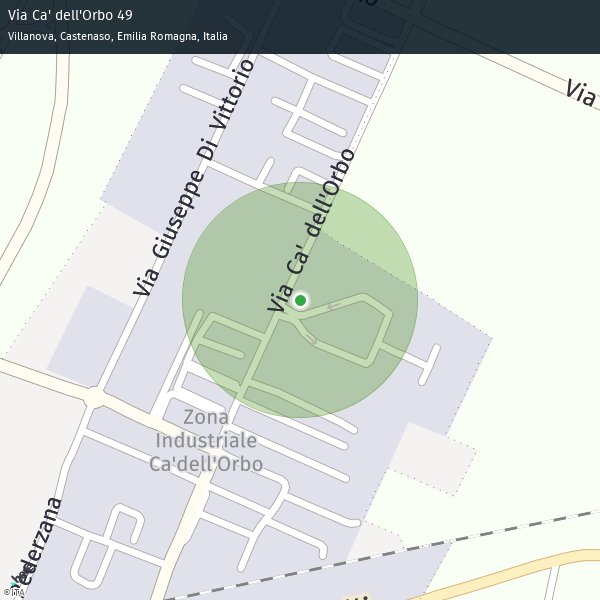 Via Ca' dell'Orbo 49
Villanova, Castenaso, Emilia Romagna, Italia
Via
Via Giuseppe Di Vittorio
Via Ca' dell'Orbo
Zona
Industriale
Ca'dell'Orbo
ederzana